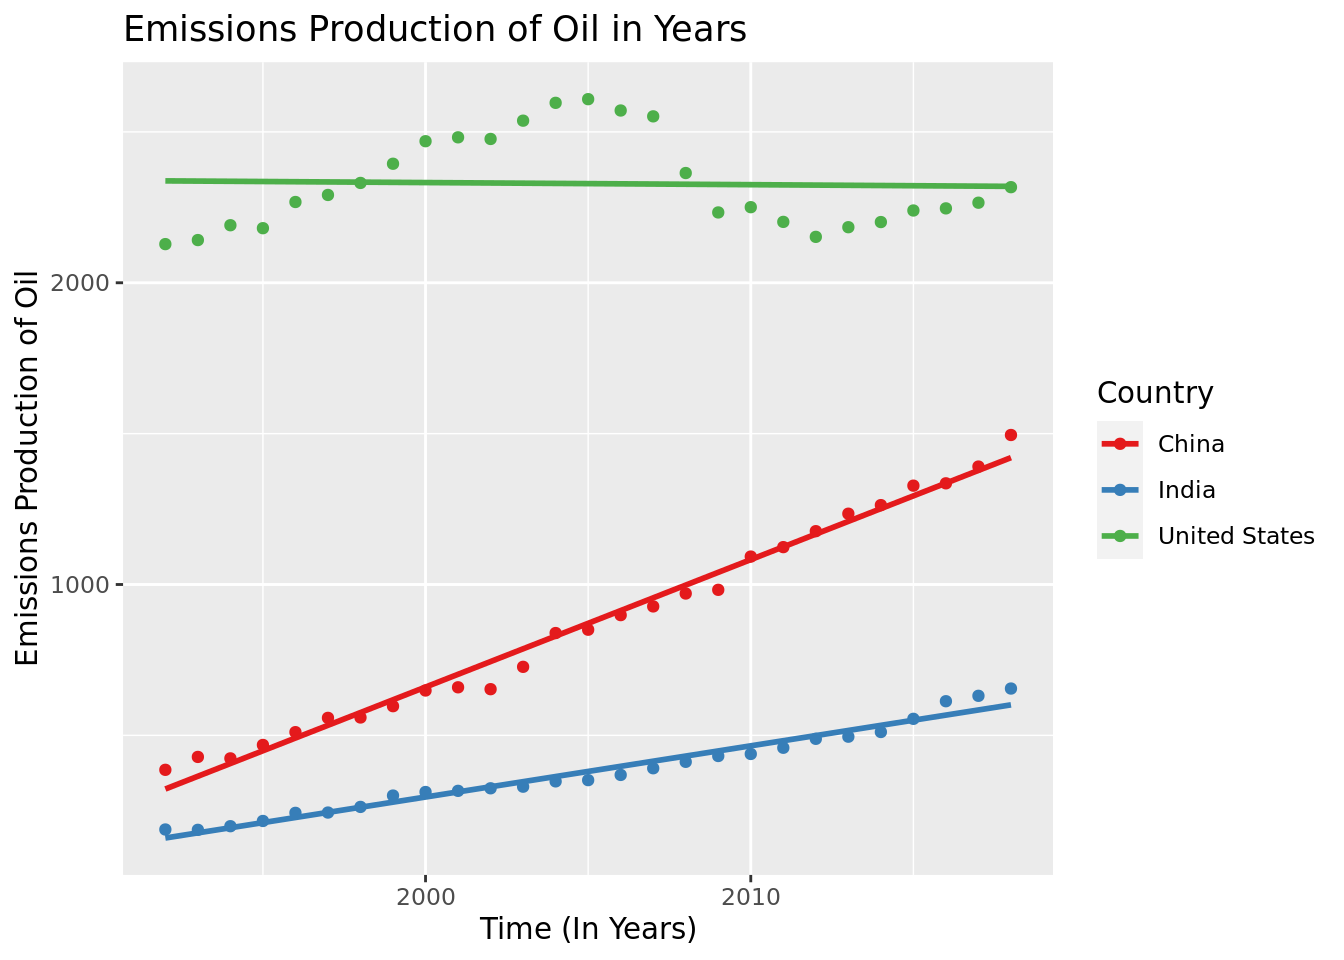 Emissions Production of Oil in Years
Emissions Production of Oil
2000
1000
2000
2010
Time (In Years)
Country
China
India
United States